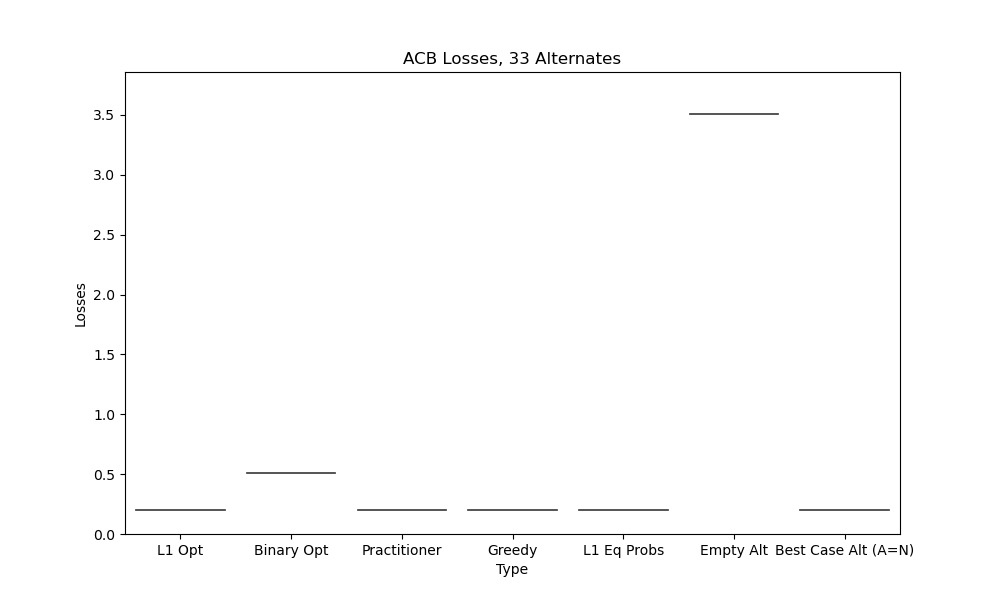 ACB Losses, 33 Alternates
Losses
3.5
3.0
2.5
2.0
1.5
1.0
0.5
0.0
L1 Opt Binary Opt Practitioner Greedy L1 Eq Probs Empty Alt Best Case Alt (A=N)
Type